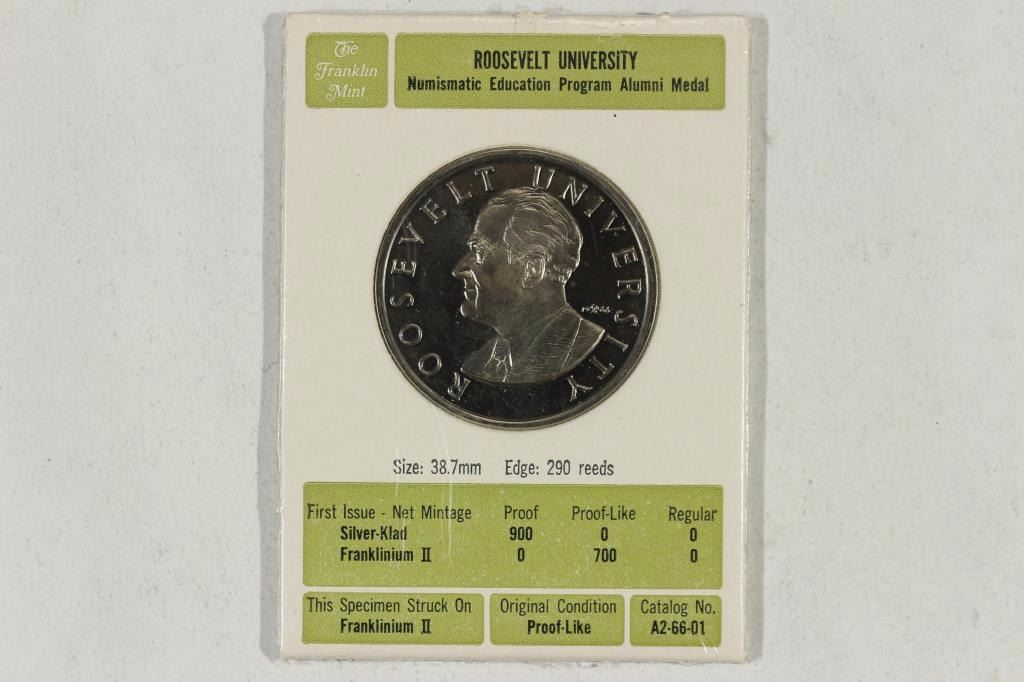 The
Franklin
Mint
ROOSEVELT UNIVERSITY
Numismatic Education Program Alumni Medal
ROOSEVELT UNIVERSITY
Size: 38.7mm Edge: 290 reeds
First Issue - Net Mintage Proof Proof-Like Regular
Silver-Klad 900 0 0
Franklinium II 0 700 0
This Specimen Struck On
Franklinium II
Original Condition
Proof-Like
Catalog No.
A2-66-01